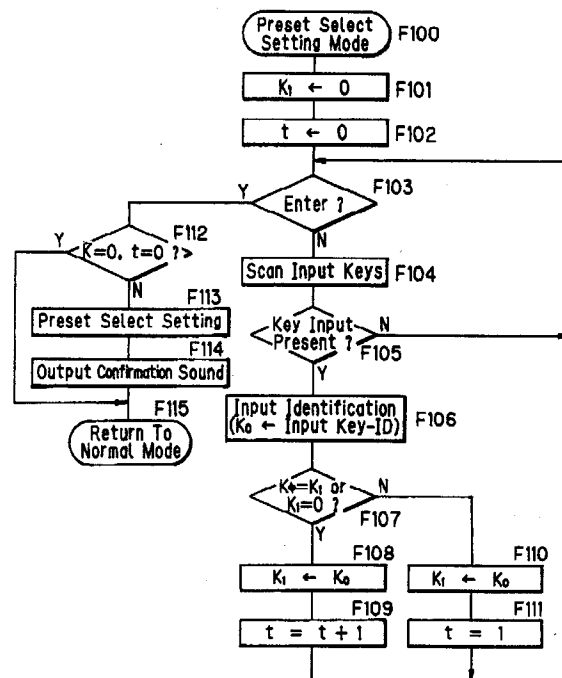 Preset Select
Setting Mode
F100
K₁ ← 0
F101
t ← 0
F102
F103
Y
Enter ?
N
F112
Y
K=0, t=0 ?
N
Scan Input Keys
F104
F113
Preset Select Setting
Key Input
Present ?
N
F105
Y
F114
Output Confirmation Sound
F115
Return To
Normal Mode
Input Identification
(K₀ ← Input Key-ID)
F106
K₀=K₁ or
K₁=0 ?
N
F107
Y
F108
K₁ ← K₀
F110
K₁ ← K₀
F109
t = t + 1
F111
t = 1